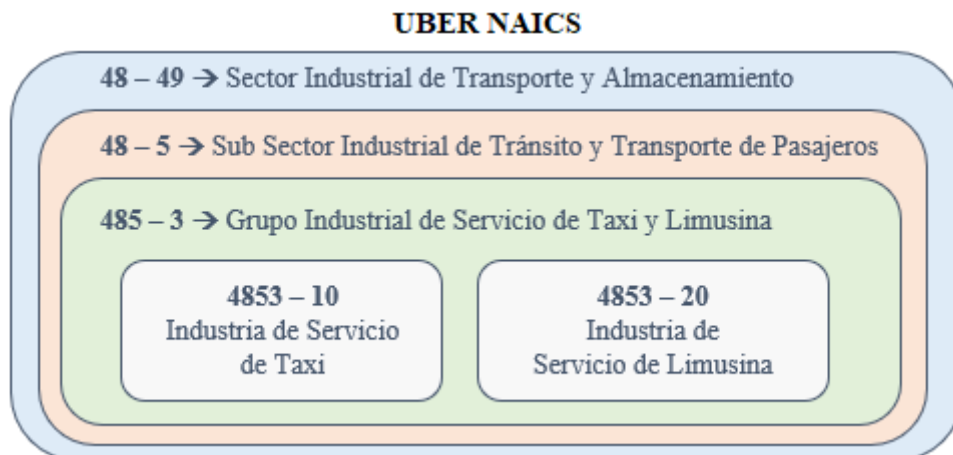 UBER NAICS
48 – 49 → Sector Industrial de Transporte y Almacenamiento
48 – 5 → Sub Sector Industrial de Tránsito y Transporte de Pasajeros
485 – 3 → Grupo Industrial de Servicio de Taxi y Limusina
4853 – 10
Industria de Servicio
de Taxi
4853 – 20
Industria de
Servicio de Limusina